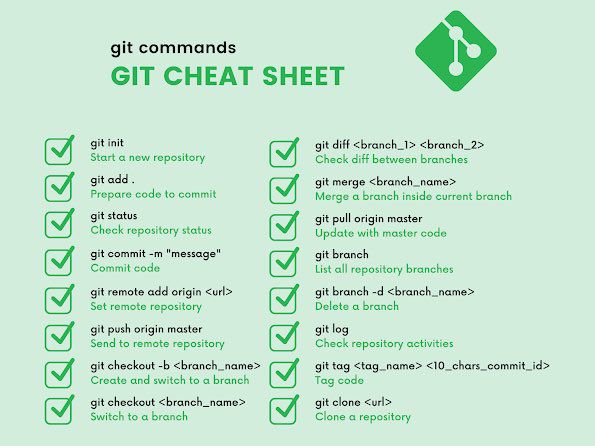 git commands
GIT CHEAT SHEET
git init
Start a new repository
git add .
Prepare code to commit
git status
Check repository status
git commit -m "message"
Commit code
git remote add origin <url>
Set remote repository
git push origin master
Send to remote repository
git checkout -b <branch_name>
Create and switch to a branch
git checkout <branch_name>
Switch to a branch
git diff <branch_1> <branch_2>
Check diff between branches
git merge <branch_name>
Merge a branch inside current branch
git pull origin master
Update with master code
git branch
List all repository branches
git branch -d <branch_name>
Delete a branch
git log
Check repository activities
git tag <tag_name> <10_chars_commit_id>
Tag code
git clone <url>
Clone a repository